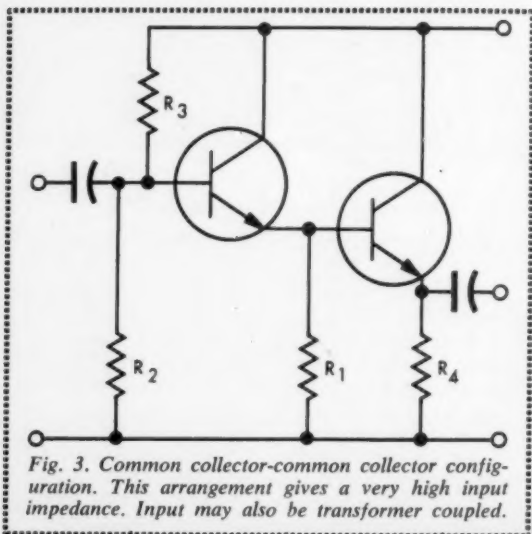 R3
R2
R1
R4
Fig. 3. Common collector-common collector config-
uration. This arrangement gives a very high input
impedance. Input may also be transformer coupled.